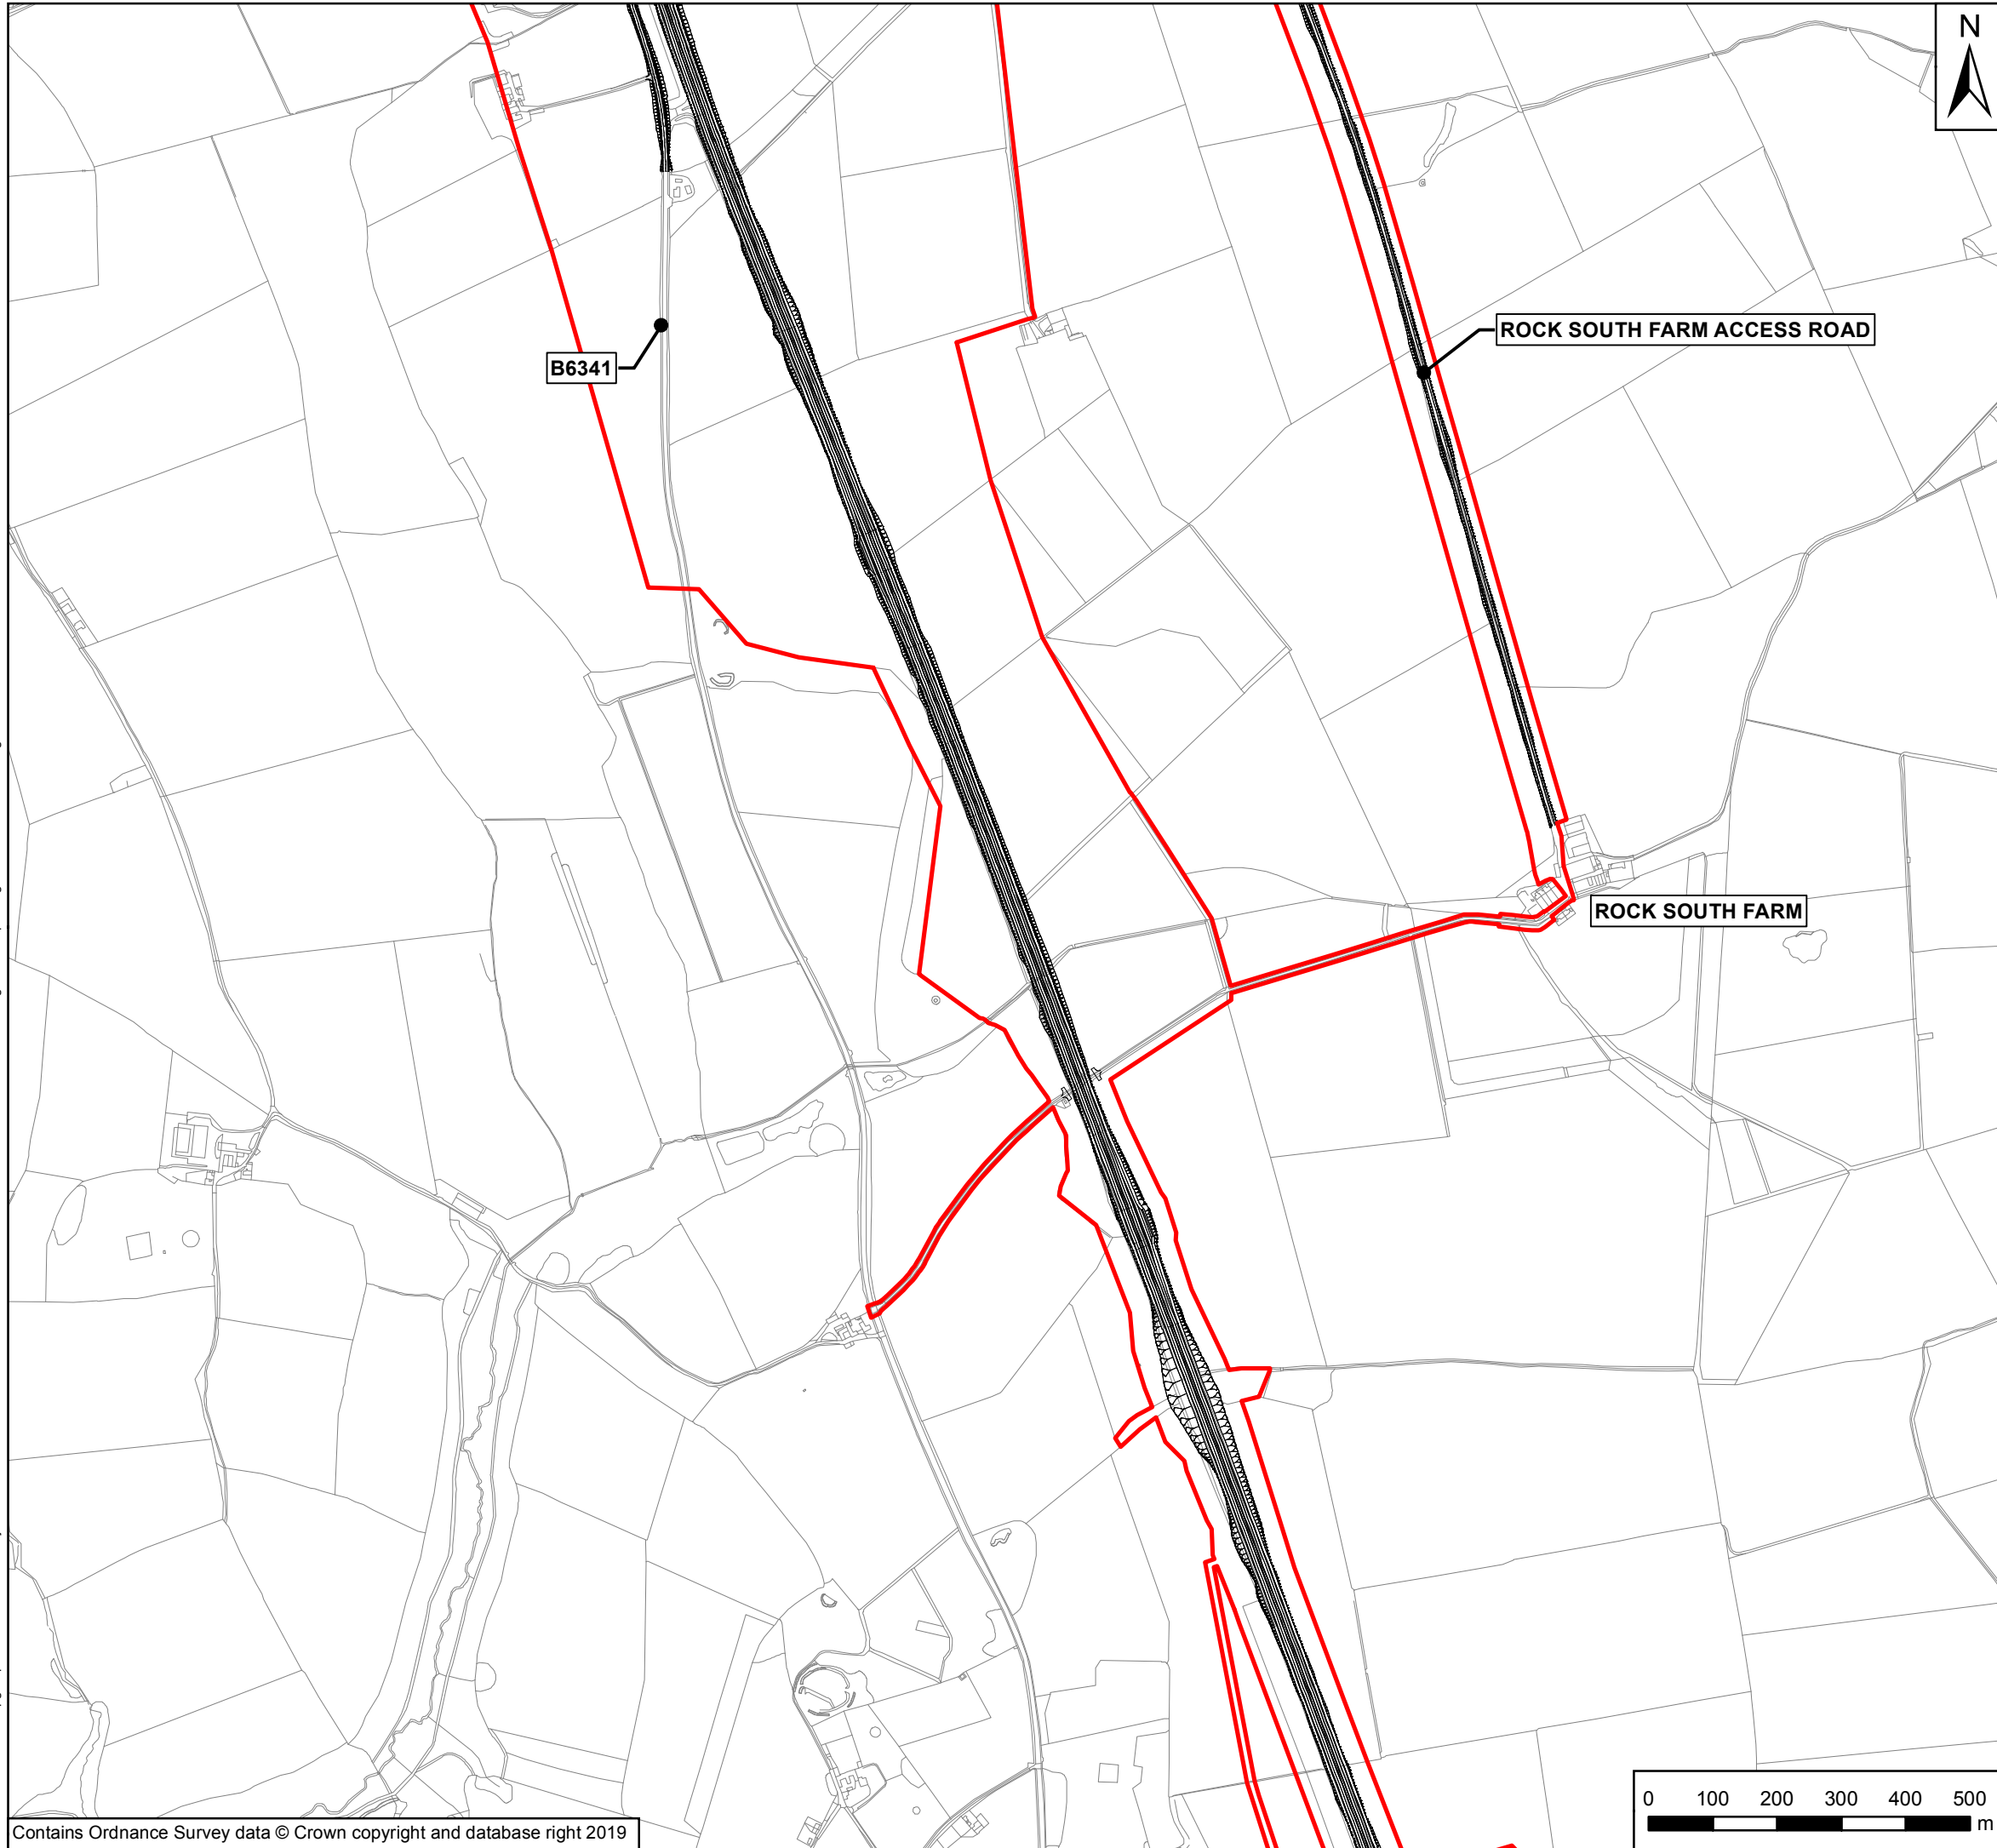 N
ROCK SOUTH FARM ACCESS ROAD
B6341
ROCK SOUTH FARM
0 100 200 300 400 500
m
Contains Ordnance Survey data © Crown copyright and database right 2019